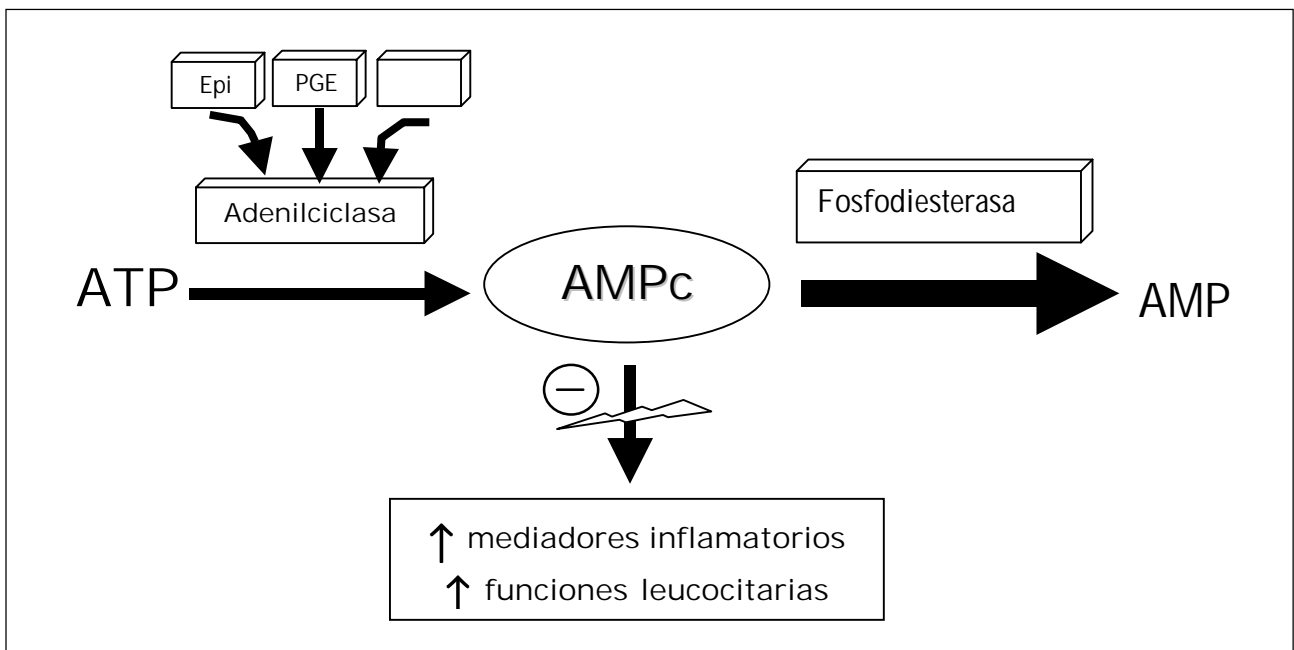 Epi
PGE
Adenilciclasa
Fosfodiesterasa
ATP
AMPc
AMP
↑ mediadores inflamatorios
↑ funciones leucocitarias